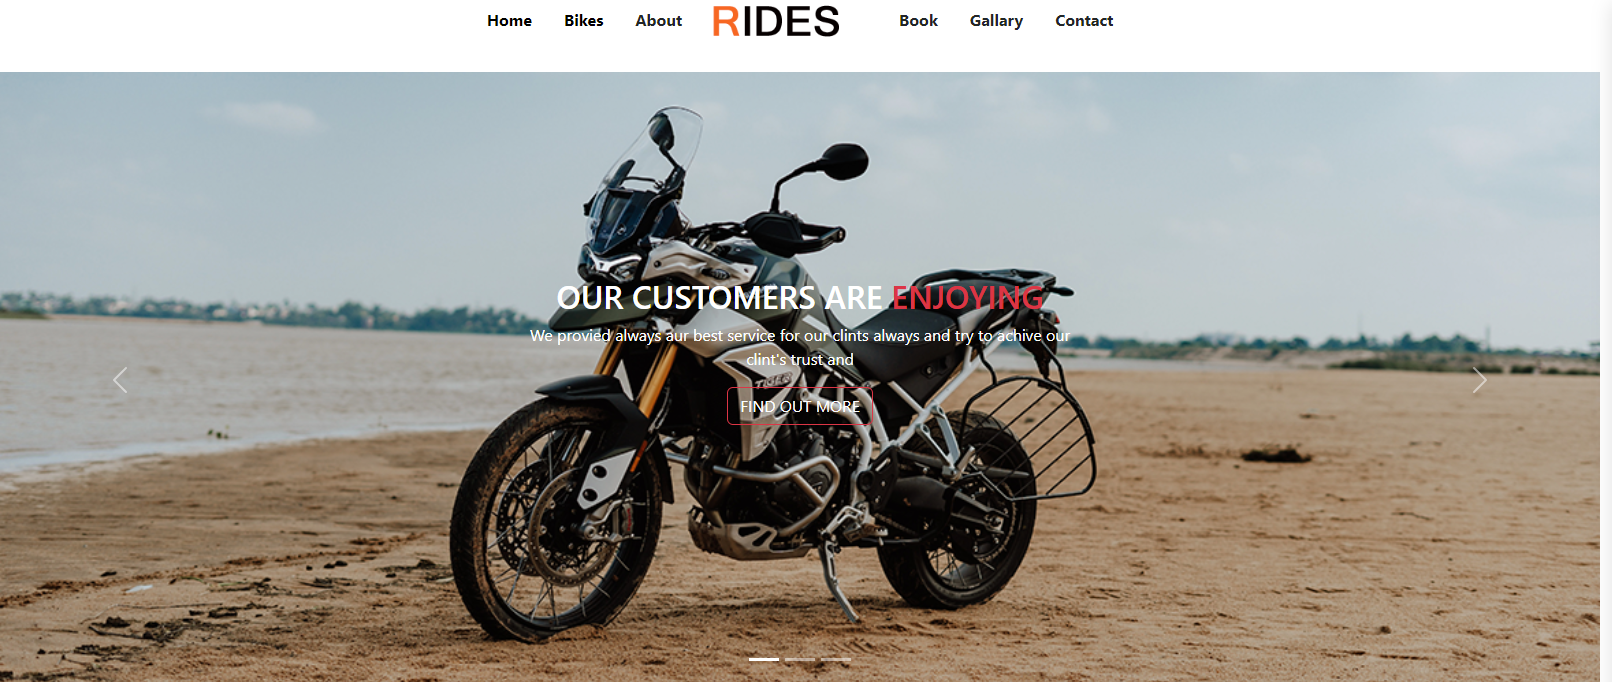 Home Bikes About RIDES Book Gallary Contact
OUR CUSTOMERS ARE ENJOYING
We provied always aur best service for our clints always and try to achive our
clint's trust and
TIGER
FIND OUT MORE